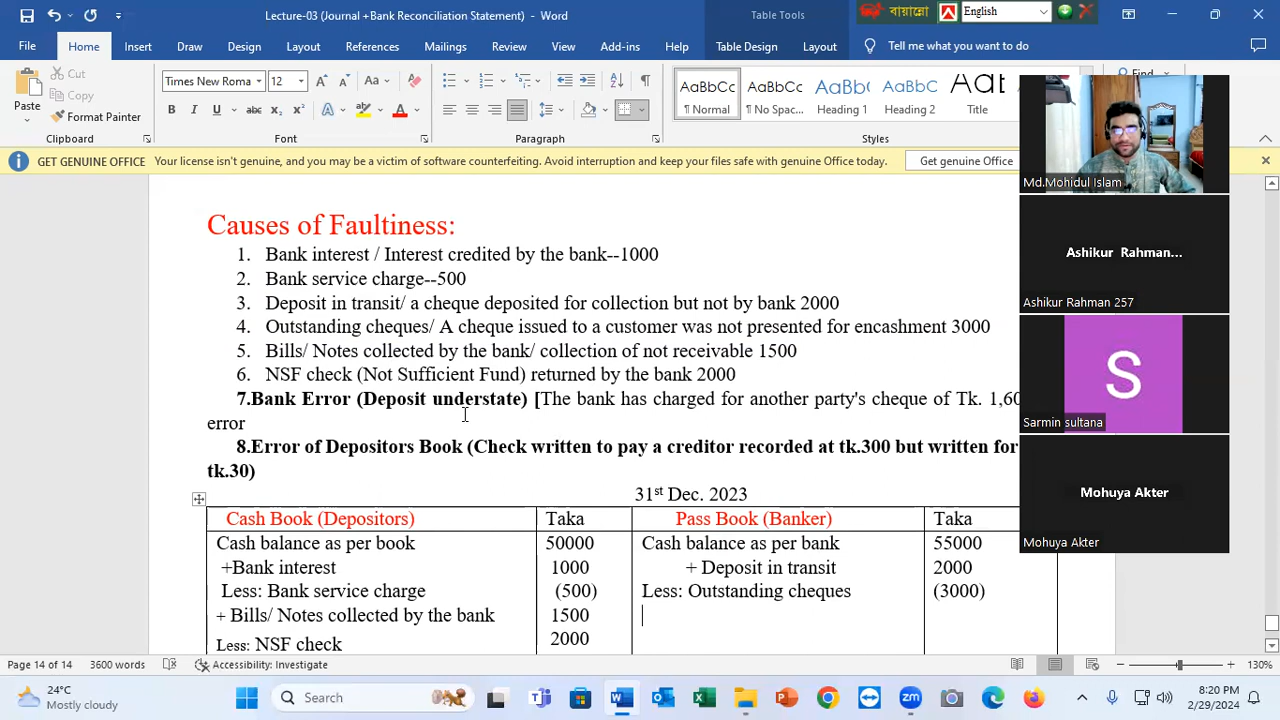 Lecture-03 (Journal +Bank Reconciliation Statement) - Word
Table Tools
বায়ান্নো
English
File Home Insert Draw Design Layout References Mailings Review View Add-ins Help Table Design Layout Tell me what you want to do
Paste
Cut
Copy
Format Painter
Clipboard
Times New Roma 12
Font
Paragraph
AaBbCc AaBbCc AaBbCc AaBbCc
¶ Normal ¶ No Spac... Heading 1 Heading 2 Title
Styles
Find
GET GENUINE OFFICE Your license isn't genuine, and you may be a victim of software counterfeiting. Avoid interruption and keep your files safe with genuine Office today. Get genuine Office
Causes of Faultiness:
1. Bank interest / Interest credited by the bank--1000
2. Bank service charge--500
3. Deposit in transit/ a cheque deposited for collection but not by bank 2000
4. Outstanding cheques/ A cheque issued to a customer was not presented for encashment 3000
5. Bills/ Notes collected by the bank/ collection of not receivable 1500
6. NSF check (Not Sufficient Fund) returned by the bank 2000
7.Bank Error (Deposit understate) [The bank has charged for another party's cheque of Tk. 1,60
error
8.Error of Depositors Book (Check written to pay a creditor recorded at tk.300 but written for
tk.30)
31st Dec. 2023
Cash Book (Depositors) Taka Pass Book (Banker) Taka
Cash balance as per book 50000 Cash balance as per bank 55000
+Bank interest 1000 + Deposit in transit 2000
Less: Bank service charge (500) Less: Outstanding cheques (3000)
+ Bills/ Notes collected by the bank 1500
Less: NSF check 2000
Md.Mohidul Islam
Ashikur Rahman...
Ashikur Rahman 257
S
Sarmin sultana
Mohuya Akter
Mohuya Akter
Page 14 of 14 3600 words Accessibility: Investigate 130%
24°C
Mostly cloudy
Search
8:20 PM
2/29/2024